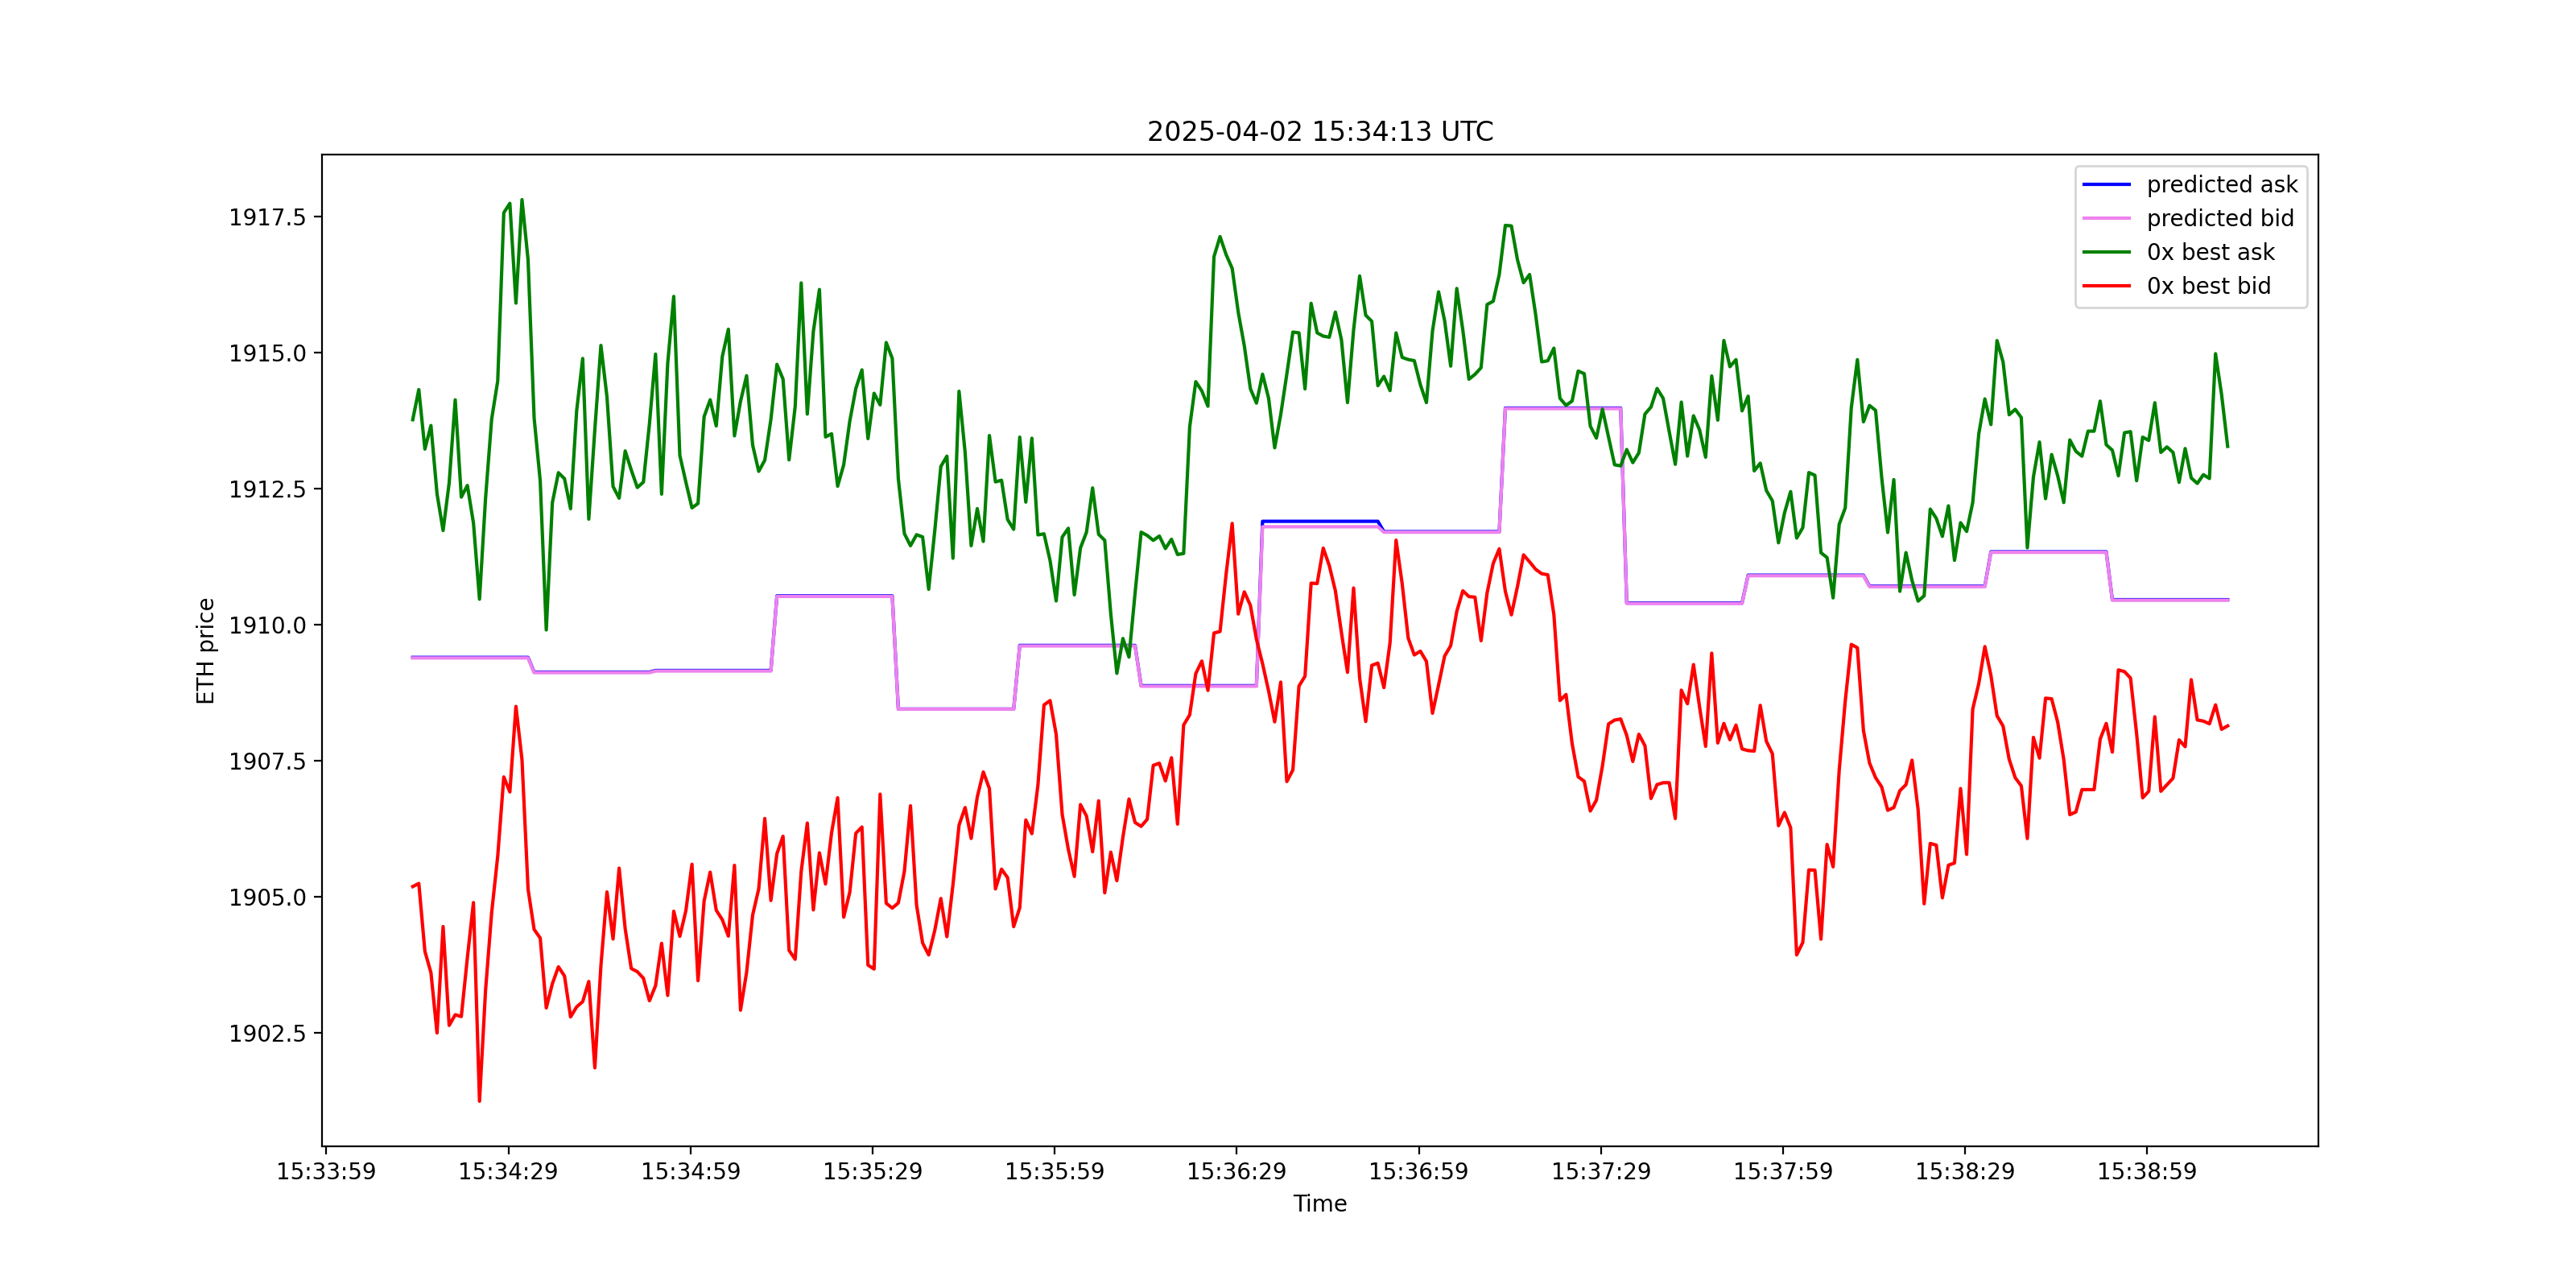 2025-04-02 15:34:13 UTC
predicted ask
predicted bid
0x best ask
0x best bid
ETH price
1917.5
1915.0
1912.5
1910.0
1907.5
1905.0
1902.5
15:33:59 15:34:29 15:34:59 15:35:29 15:35:59 15:36:29 15:36:59 15:37:29 15:37:59 15:38:29 15:38:59
Time